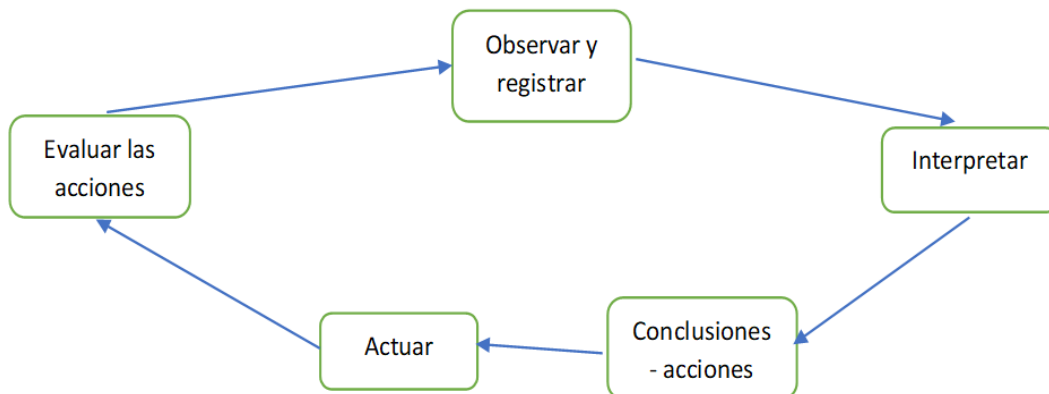 Observar y
registrar
Interpretar
Conclusiones
- acciones
Actuar
Evaluar las
acciones